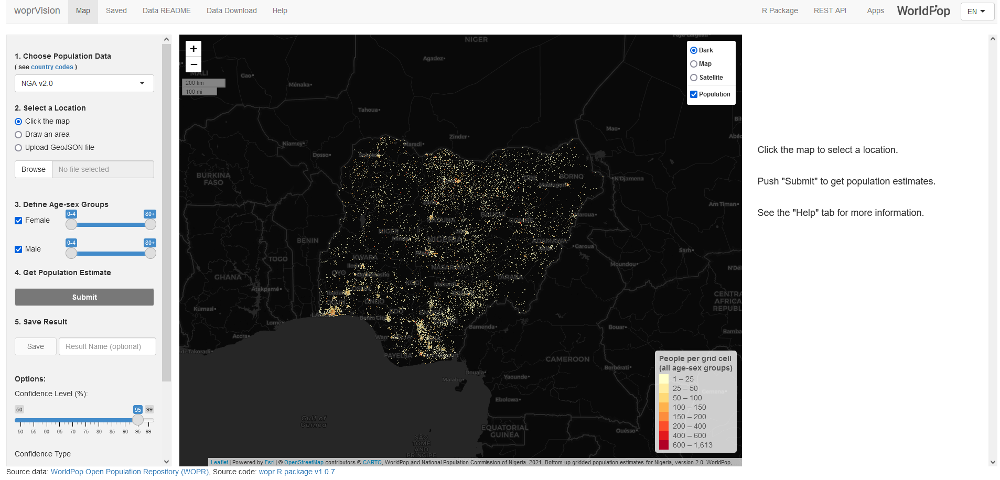 woprVision
Map
Saved
Data README
Data Download
Help
R Package
REST API
Apps
WorldPop
EN
1. Choose Population Data
( see country codes )
NGA v2.0
2. Select a Location
Click the map
Draw an area
Upload GeoJSON file
Browse
No file selected
3. Define Age-sex Groups
0-4
80+
Female
0-4
80+
Male
4. Get Population Estimate
Submit
5. Save Result
Save
Result Name (optional)
Options:
Confidence Level (%):
50
95
99
50 55 60 65 70 75 80 85 90 95 99
Confidence Type
+
−
200 km
100 mi
Dark
Map
Satellite
Population
NIGER
Agadez
MALI
Gao
Ménaka
Tahoua
Zinder
Maradi
Mao
Niamey
Dosso
BURKINA
FASO
BORNO
N'Djamena
Am Timan
Maroua
BAUCHI
KADUNA
NIGER
NIGERIA
BENIN
ADAMAWA
Garoua
Sarh
TOGO
KWARA
Moundou
GHANA
OYO
NASARAWA
TARABA
KOGI
Atakpamé
ONDO
CENTRAL
AFRICAN
REPUBL
Kumasi
EDO
Lomé
Benin City
Bamenda
Bouar
Accra
Warri
CAMEROON
Berbérati
Douala
Malabo
Yaounde
Ebolowa
Gulf of
Guinea
EQUATORIAL
GUINEA
Ouésso
SÃO
TOMÉ
AND
PRÍNCIPE
People per grid cell
(all age-sex groups)
1 – 25
25 – 50
50 – 100
100 – 150
150 – 200
200 – 400
400 – 600
600 – 1,613
Leaflet | Powered by Esri | © OpenStreetMap contributors © CARTO, WorldPop and National Population Commission of Nigeria. 2021. Bottom-up gridded population estimates for Nigeria, version 2.0. WorldPop, ...
Click the map to select a location.
Push "Submit" to get population estimates.
See the "Help" tab for more information.
Source data: WorldPop Open Population Repository (WOPR), Source code: wopr R package v1.0.7